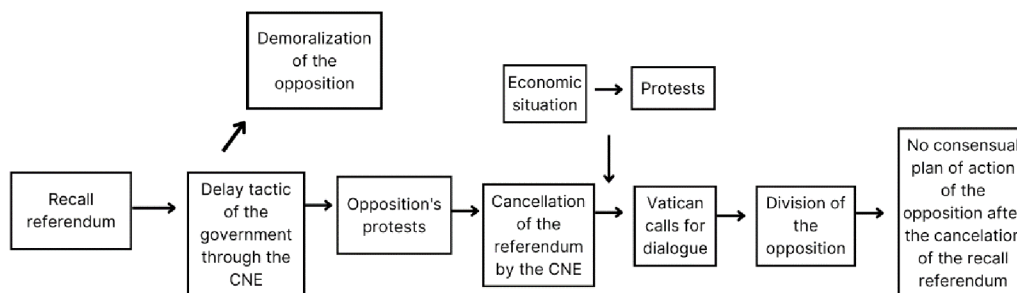 Demoralization
of the
opposition
Economic
situation
Protests
Recall
referendum
Delay tactic
of the
government
through the
CNE
Opposition's
protests
Cancellation
of the
referendum
by the CNE
Vatican
calls for
dialogue
Division of
the
opposition
No consensual
plan of action
of the
opposition after
the cancelation
of the recall
referendum